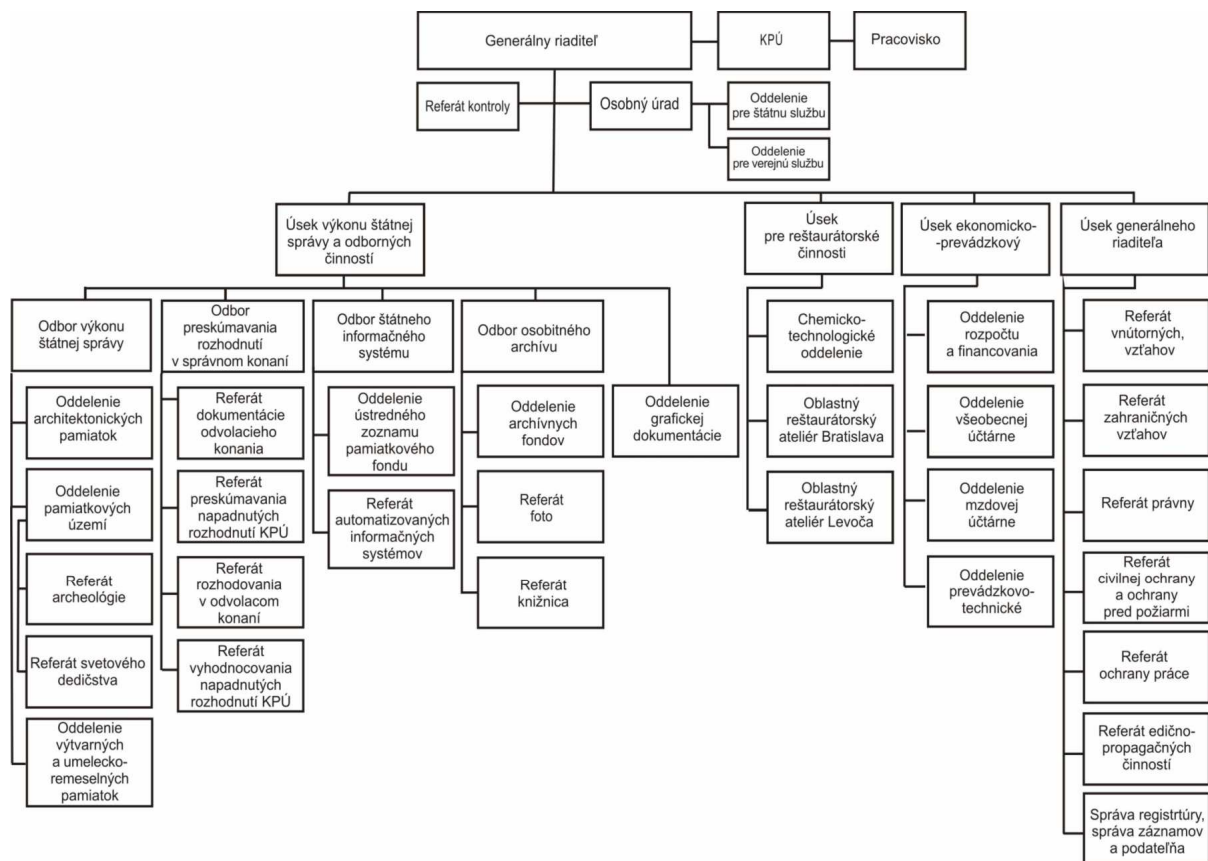 Generálny riaditeľ
KPÚ
Pracovisko
Referát kontroly
Osobný úrad
Oddelenie
pre štátnu službu
Oddelenie
pre verejnú službu
Úsek výkonu štátnej
správy a odborných
činností
Úsek
pre reštaurátorské
činnosti
Úsek ekonomicko-
-prevádzkový
Úsek generálneho
riaditeľa
Odbor výkonu
štátnej správy
Oddelenie
architektonických
pamiatok
Oddelenie
pamiatkových
území
Referát
archeológie
Referát svetového
dedičstva
Oddelenie
výtvarných
a umelecko-
remeselných
pamiatok
Odbor
preskúmavania
rozhodnutí
v správnom konaní
Referát
dokumentácie
odvolacieho
konania
Referát
preskúmavania
napadnutých
rozhodnutí KPÚ
Referát
rozhodovania
v odvolacom
konaní
Referát
vyhodnocovania
napadnutých
rozhodnutí KPÚ
Odbor štátneho
informačného
systému
Oddelenie
ústredného
zoznamu
pamiatkového
fondu
Referát
automatizovaných
informačných
systémov
Odbor osobitného
archívu
Oddelenie
archívnych
fondov
Referát
foto
Referát
knižnica
Oddelenie
grafickej
dokumentácie
Chemicko-
technologické
oddelenie
Oblastný
reštaurátorský
ateliér Bratislava
Oblastný
reštaurátorský
ateliér Levoča
Oddelenie
rozpočtu
a financovania
Oddelenie
všeobecnej
účtárne
Oddelenie
mzdovej
účtárne
Oddelenie
prevádzkovo-
technické
Referát
vnútorných,
vzťahov
Referát
zahraničných
vzťahov
Referát právny
Referát
civilnej ochrany
a ochrany
pred požiarmi
Referát
ochrany práce
Referát edično-
propagačných
činností
Správa registrtúry,
správa záznamov
a podateľňa